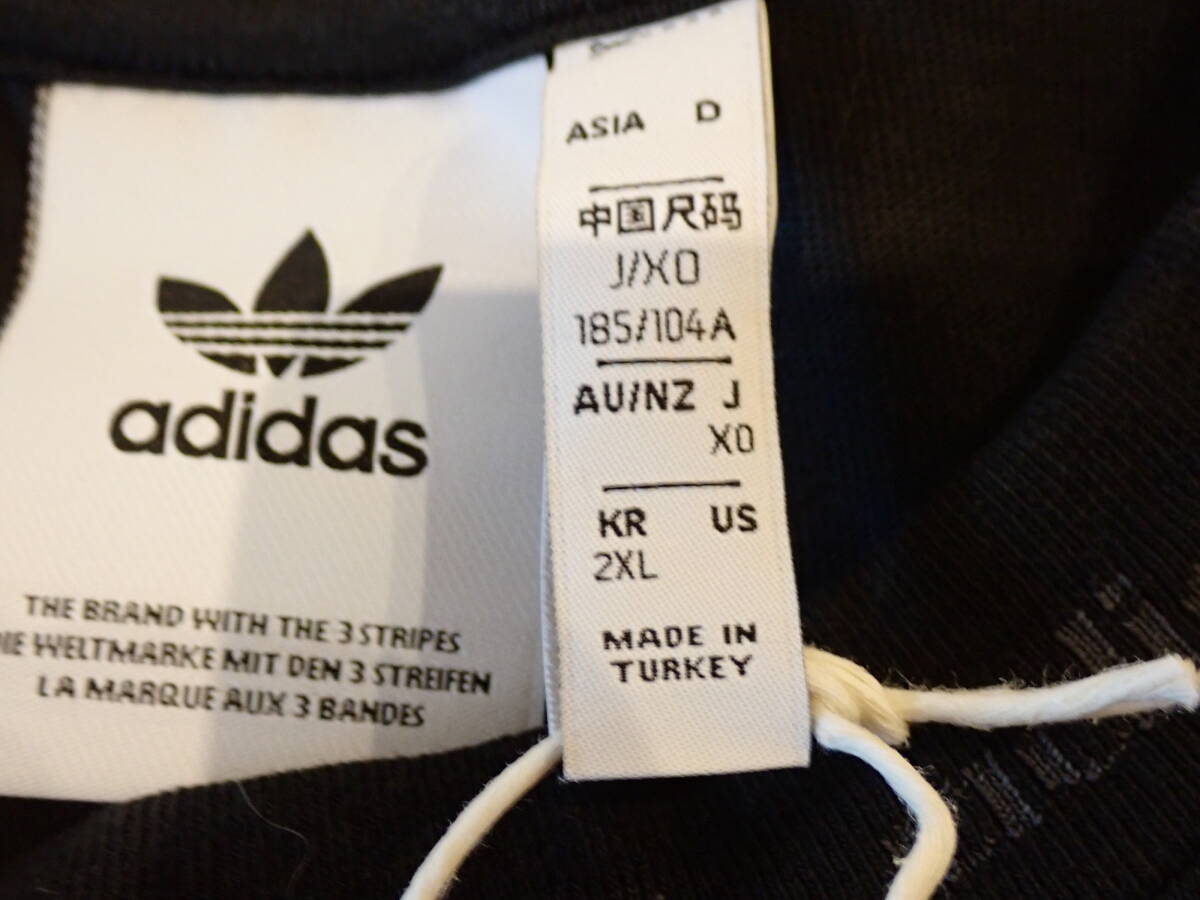 adidas
THE BRAND WITH THE 3 STRIPES
DIE WELTMARKE MIT DEN 3 STREIFEN
LA MARQUE AUX 3 BANDES
ASIA D
中国尺码
J/XO
185/104A
AU/NZ J
XO
KR US
2XL
MADE IN
TURKEY